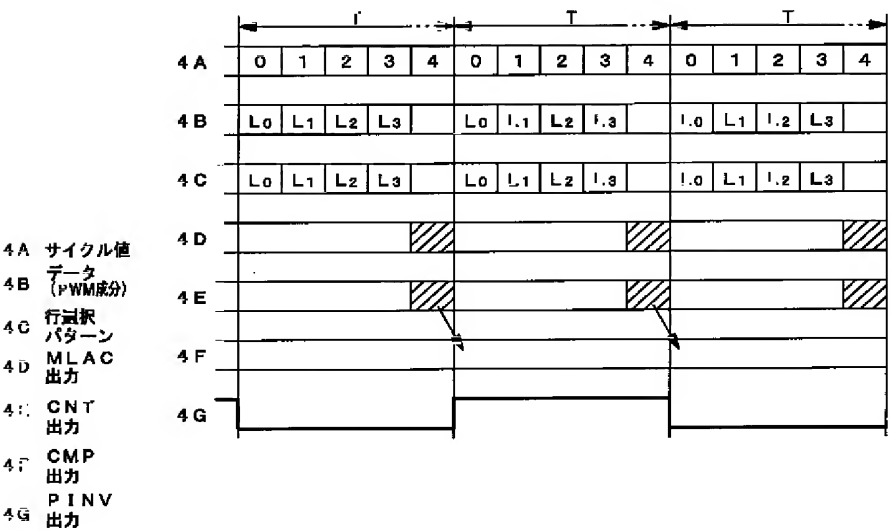 T T T
4A 0 1 2 3 4 0 1 2 3 4 0 1 2 3 4
4B L0 L1 L2 L3 L0 L1 L2 L3 L0 L1 L2 L3
4C L0 L1 L2 L3 L0 L1 L2 L3 L0 L1 L2 L3
4D
4E
4F
4G
4A サイクル値
4B データ
(PWM成分)
4C 行選択
パターン
4D MLAC
出力
4E CNT
出力
4F CMP
出力
4G PINV
出力